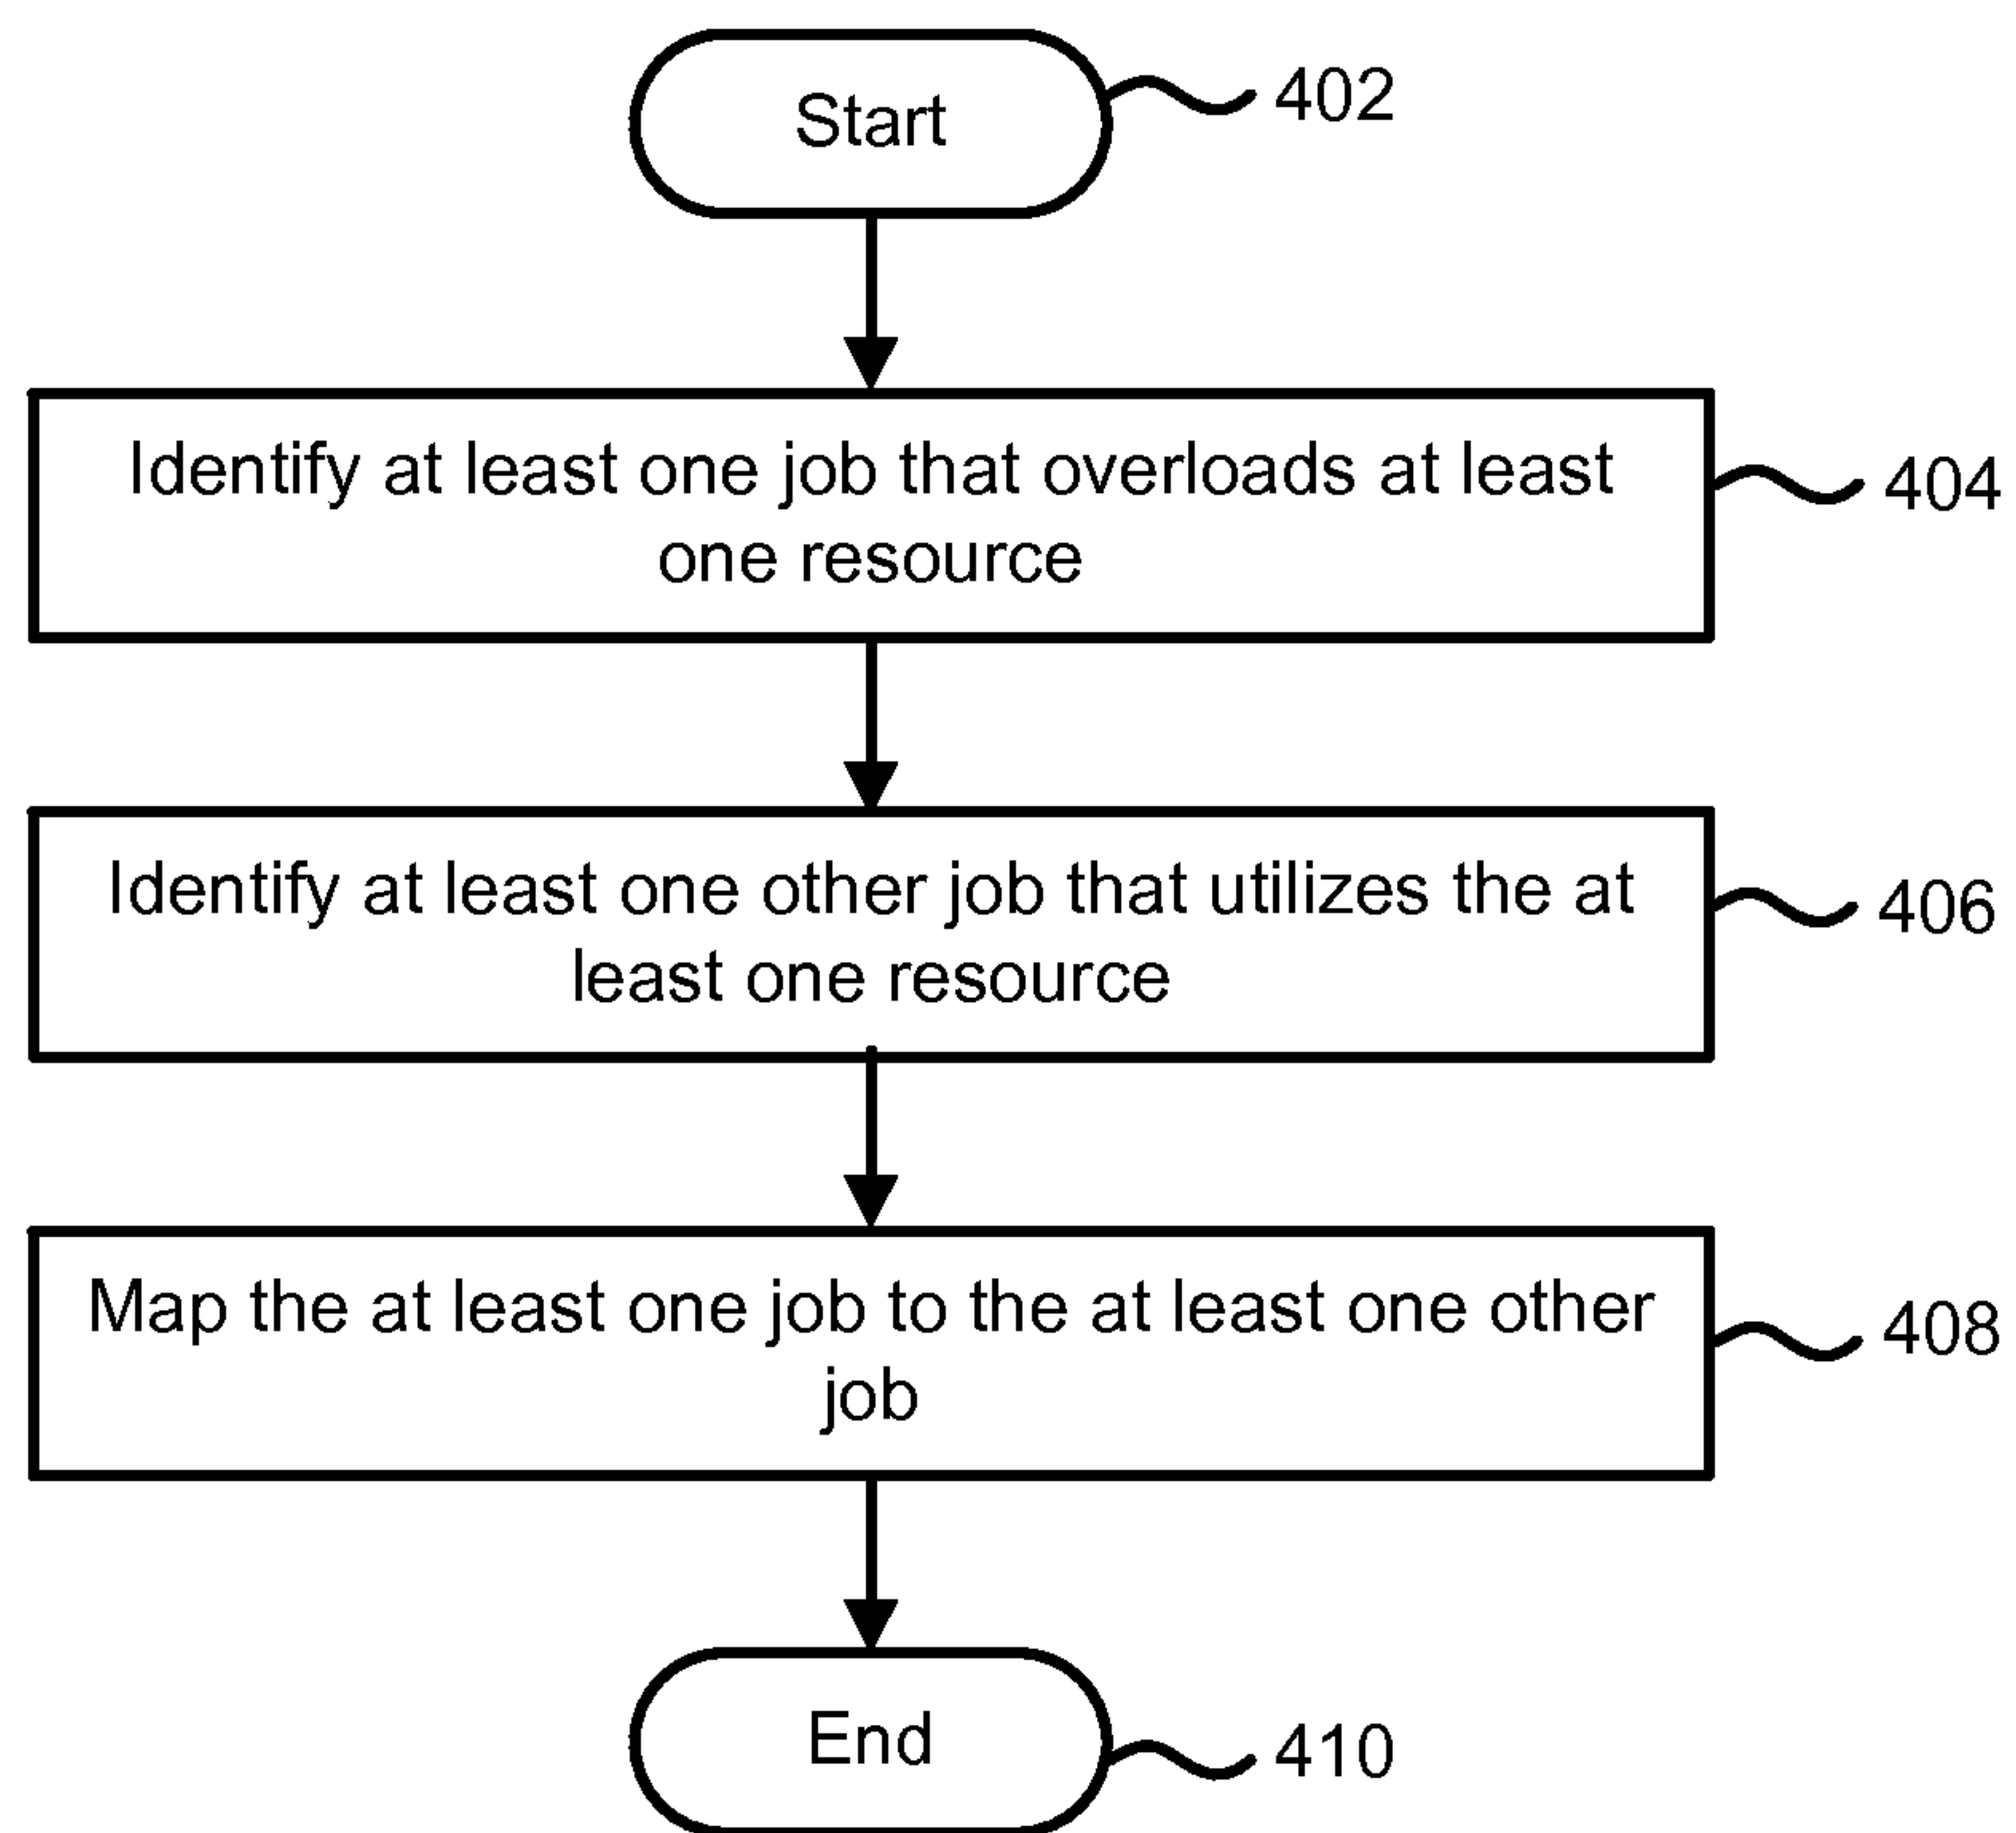 Start
402
Identify at least one job that overloads at least
one resource
404
Identify at least one other job that utilizes the at
least one resource
406
Map the at least one job to the at least one other
job
408
End
410